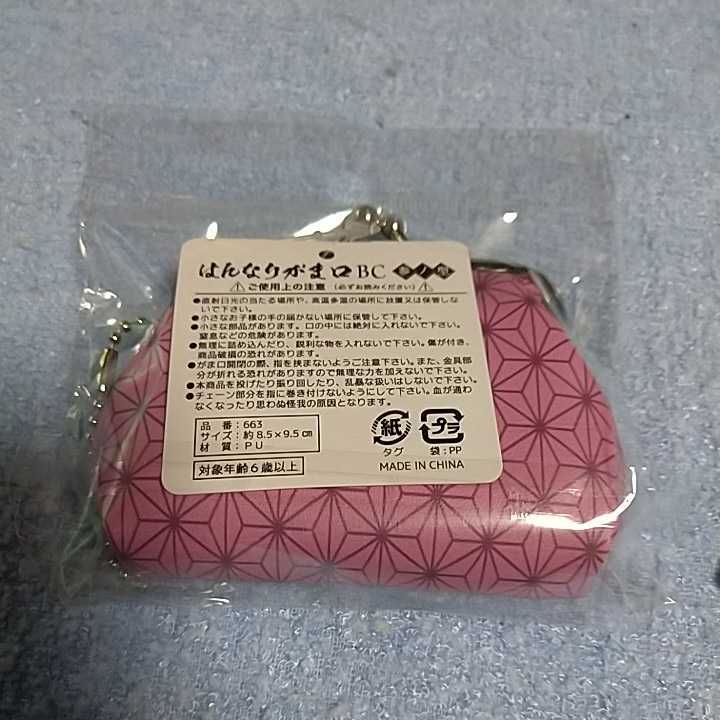 はんなりがま口 BC 参ノ形
⚠ご使用上の注意 (必ずお読みください)⚠
●直射日光の当たる場所や、高温多湿の場所に放置又は保管しな
いで下さい。
●小さなお子様の手の届かない場所に保管して下さい。
●小さな部品があります。口の中には絶対に入れないで下さい。
窒息などの危険があります。
●無理に詰め込んだり、鋭利な物を入れないで下さい。傷が付き、
商品破損の恐れがあります。
●がま口開閉の際、指を挟まないようご注意下さい。また、金具部
分が折れる恐れがありますので無理な力を加えないで下さい。
●本商品を投げたり振り回したり、乱暴な扱いはしないで下さい。
●チェーン部分を指に巻き付けないようにして下さい。血が通わ
なくなったり思わぬ怪我の原因となります。
品 番:663
サイズ:約8.5×9.5㎝
材 質:PU
対象年齢6歳以上
紙
タグ
プラ
袋:PP
MADE IN CHINA